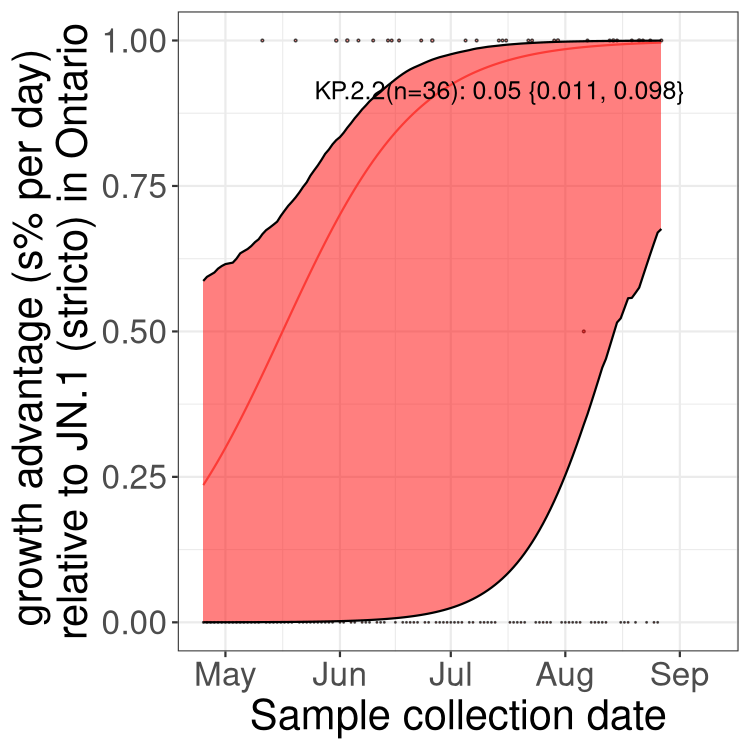 growth advantage (s% per day)
relative to JN.1 (stricto) in Ontario
1.00
0.75
0.50
0.25
0.00
KP.2.2(n=36): 0.05 {0.011, 0.098}
May Jun Jul Aug Sep
Sample collection date